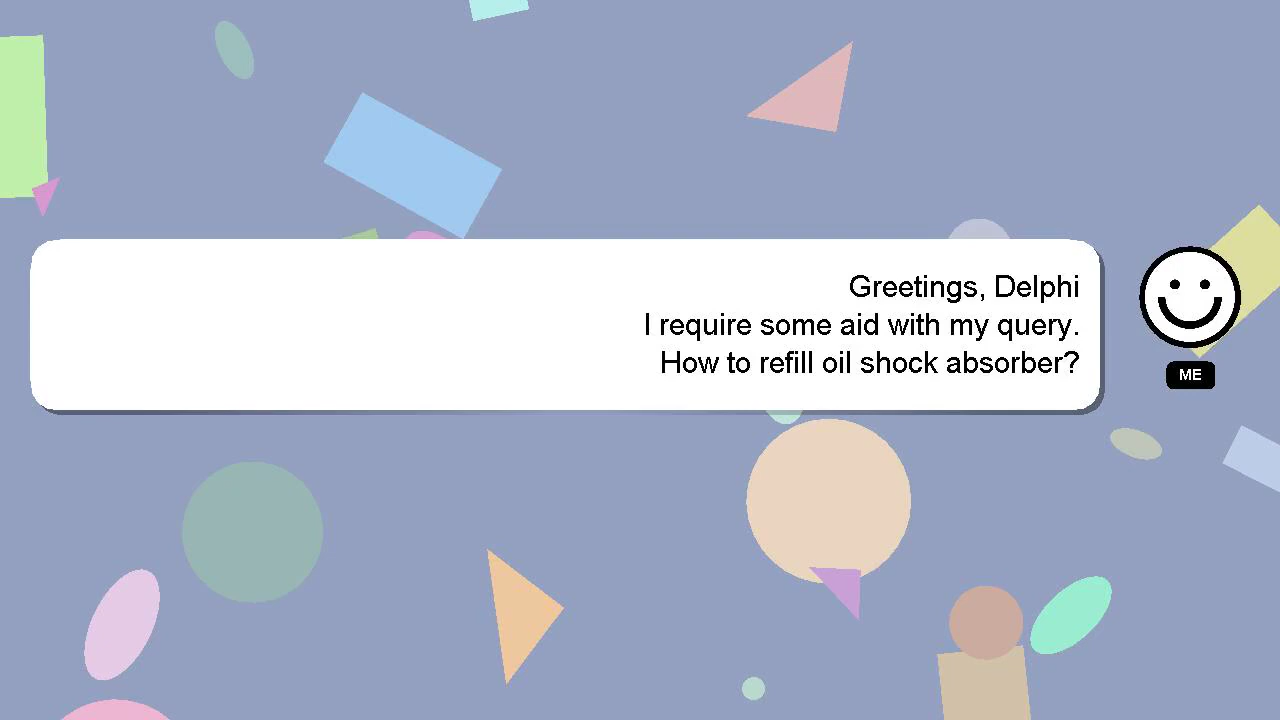 Greetings, Delphi
I require some aid with my query.
How to refill oil shock absorber?
ME